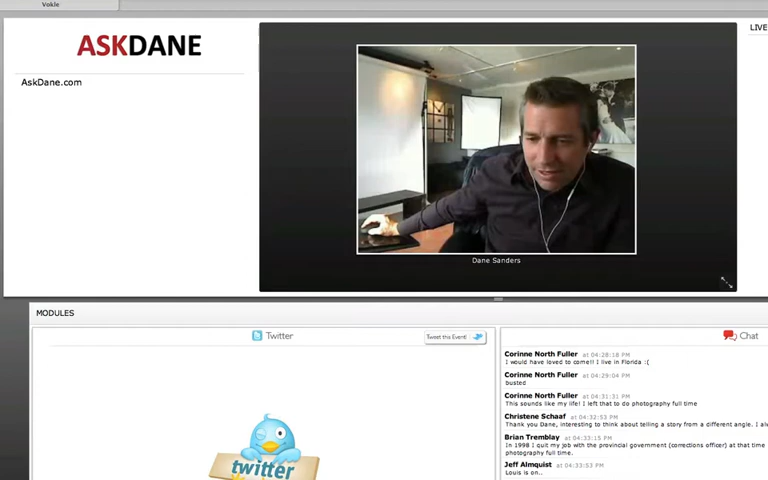 Vokle
ASKDANE
AskDane.com
LIVE
Dane Sanders
MODULES
Twitter
Tweet this Event!
twitter
Chat
Corinne North Fuller at 04:28:18 PM
I would have loved to come!! I live in Florida :(
Corinne North Fuller at 04:29:04 PM
busted
Corinne North Fuller at 04:31:31 PM
This sounds like my life! I left that to do photography full time
Christene Schaaf at 04:32:53 PM
Thank you Dane, interesting to think about telling a story from a different angle. I al
Brian Tremblay at 04:33:15 PM
In 1998 I quit my job with the provincial government (corrections officer) at that time
photography full time.
Jeff Almquist at 04:33:53 PM
Louis is on..